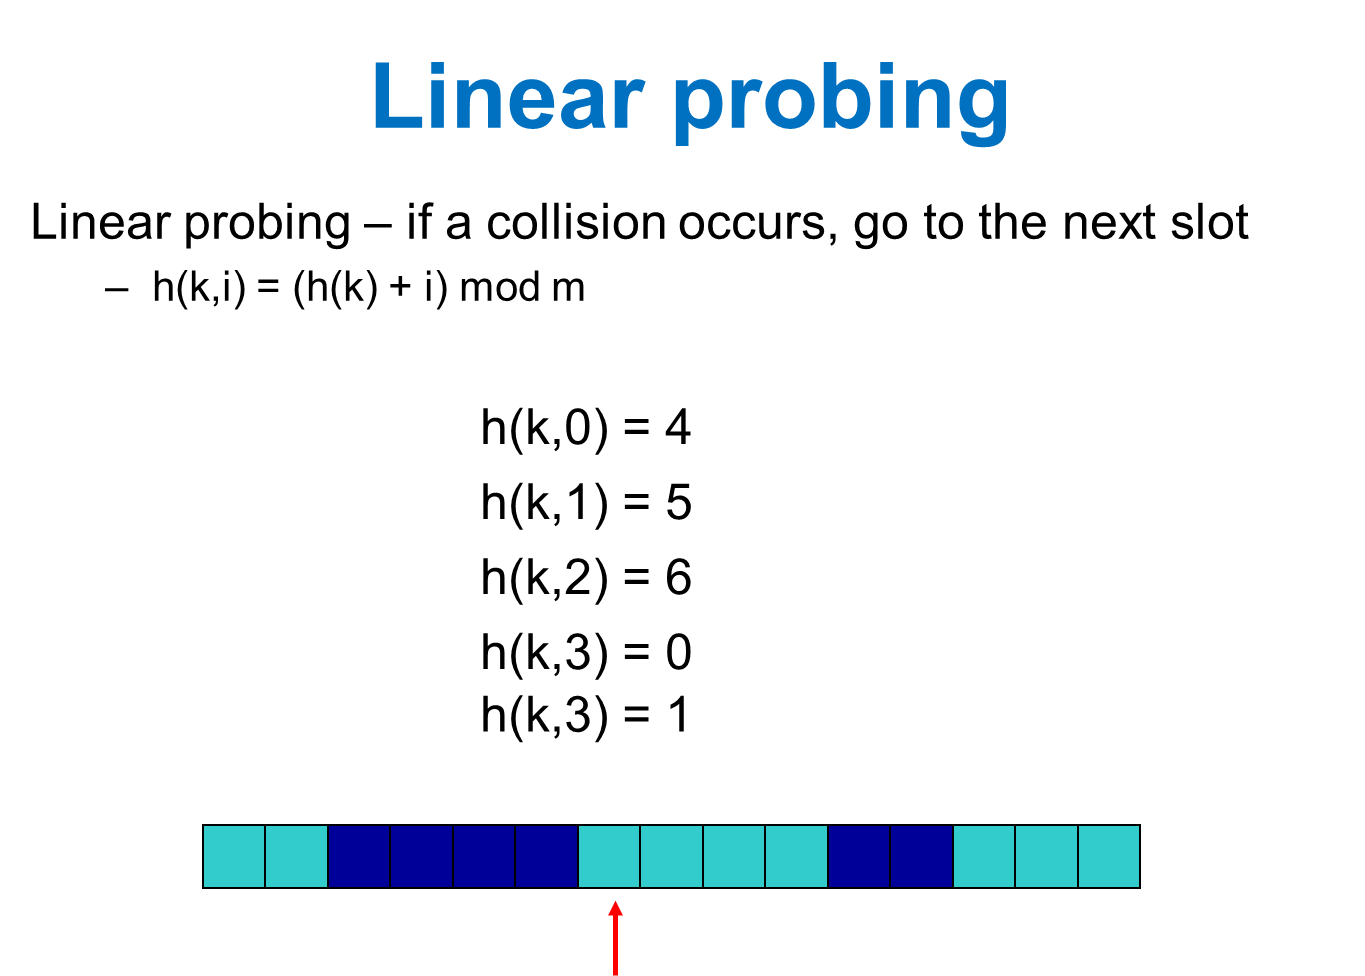 Linear probing
Linear probing – if a collision occurs, go to the next slot
– h(k,i) = (h(k) + i) mod m
h(k,0) = 4
h(k,1) = 5
h(k,2) = 6
h(k,3) = 0
h(k,3) = 1